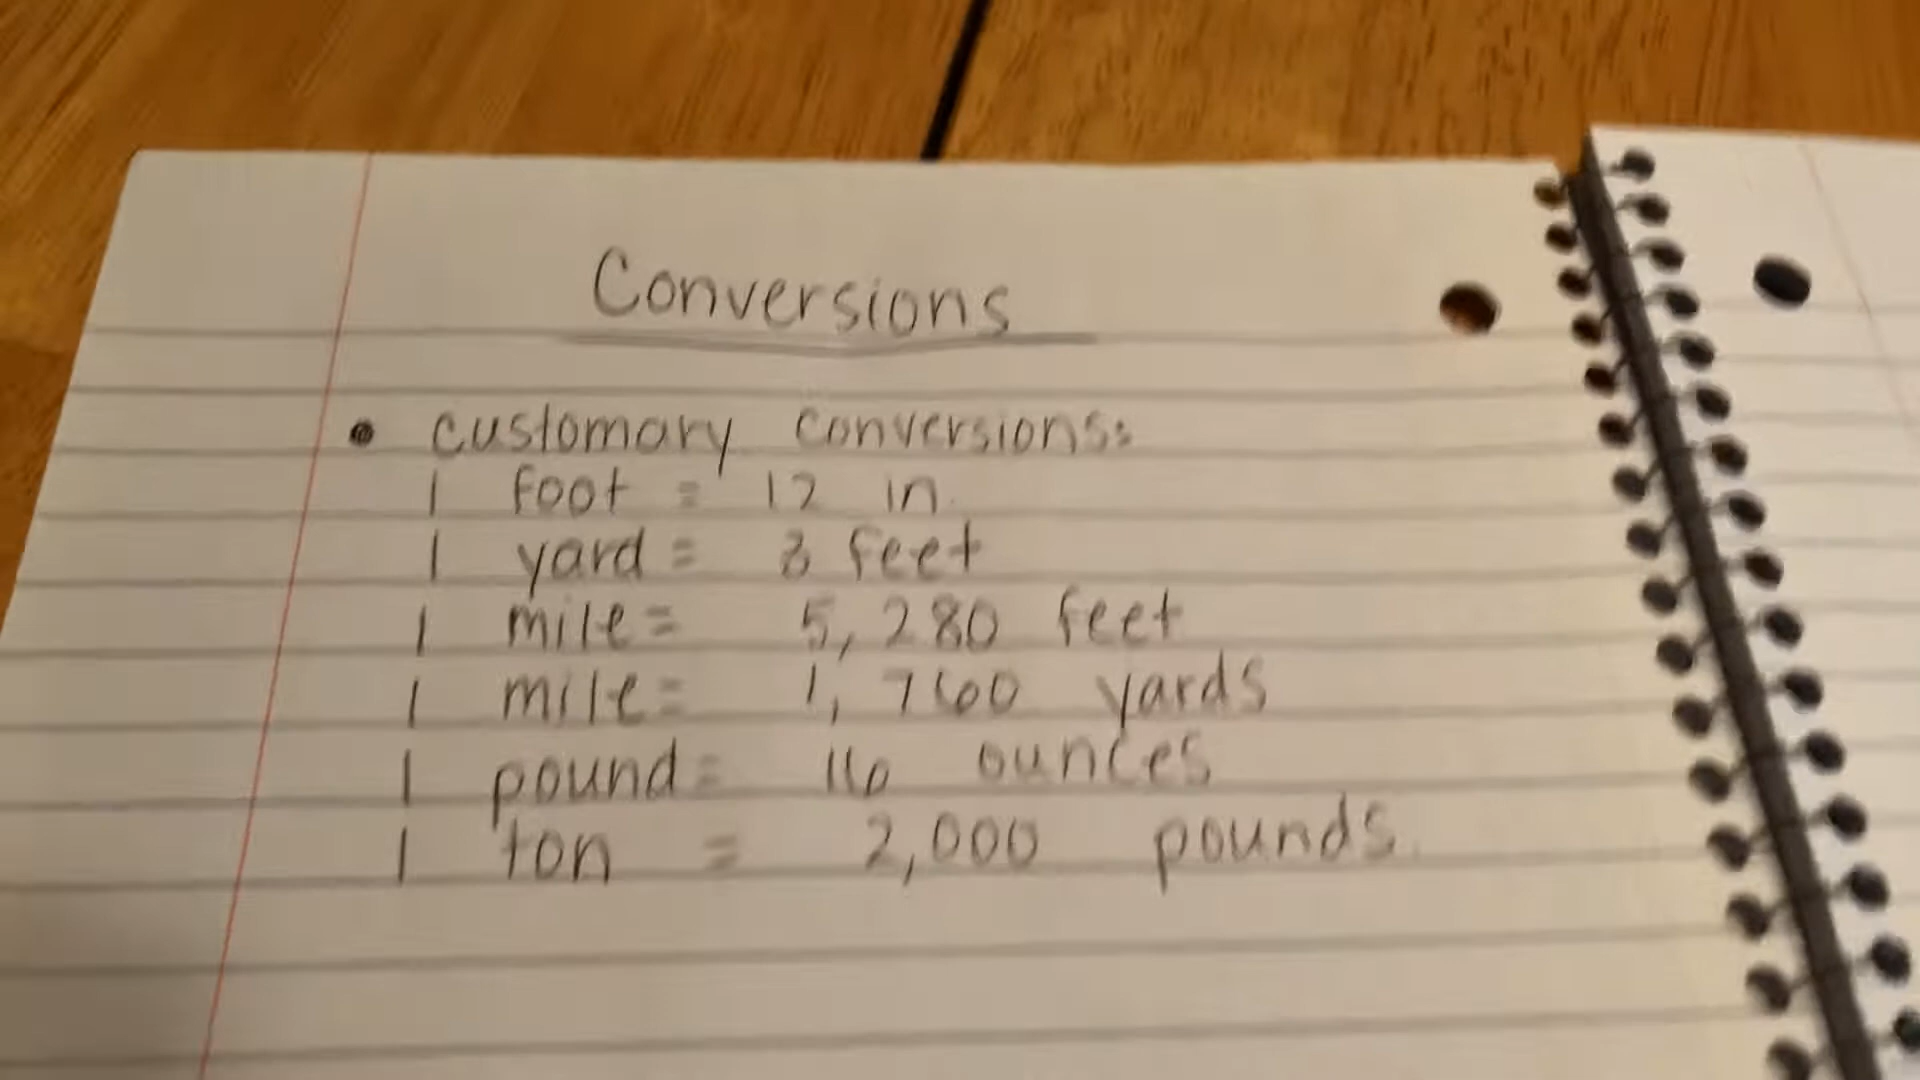 Conversions
• customary conversions:
1 foot = 12 in.
1 yard = 3 feet
1 mile = 5,280 feet
1 mile = 1,760 yards
1 pound = 16 ounces
1 ton = 2,000 pounds.